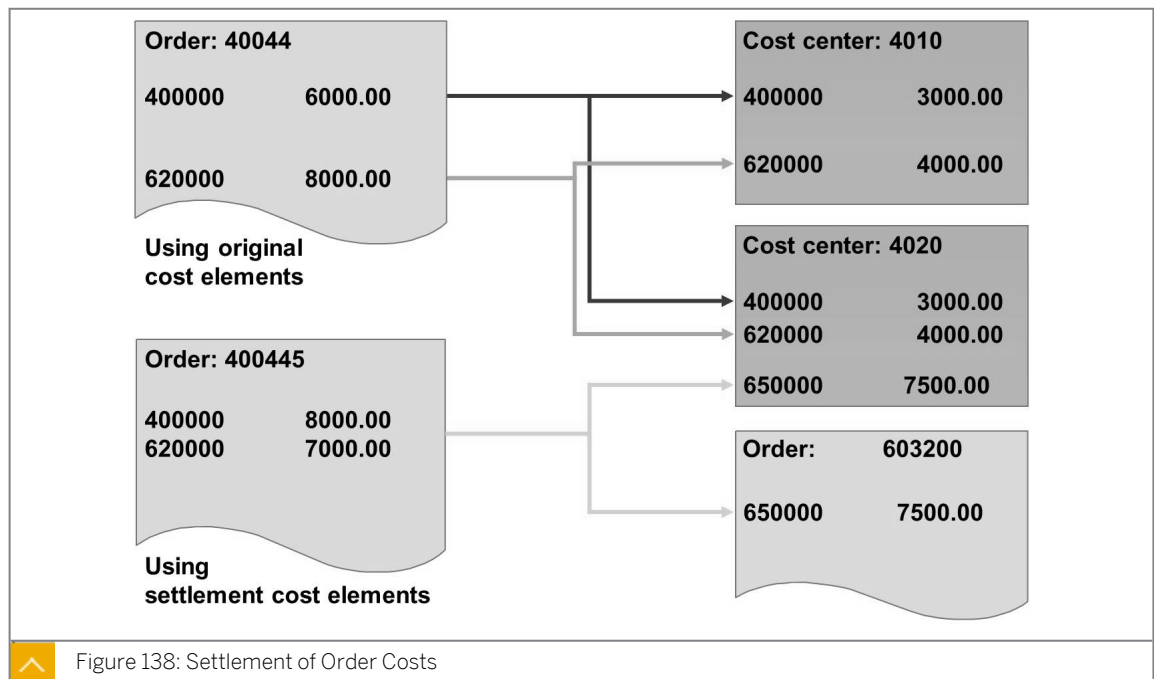 Order: 40044
400000 6000.00
620000 8000.00
Using original
cost elements
Order: 400445
400000 8000.00
620000 7000.00
Using
settlement cost elements
Cost center: 4010
400000 3000.00
620000 4000.00
Cost center: 4020
400000 3000.00
620000 4000.00
650000 7500.00
Order: 603200
650000 7500.00
Figure 138: Settlement of Order Costs